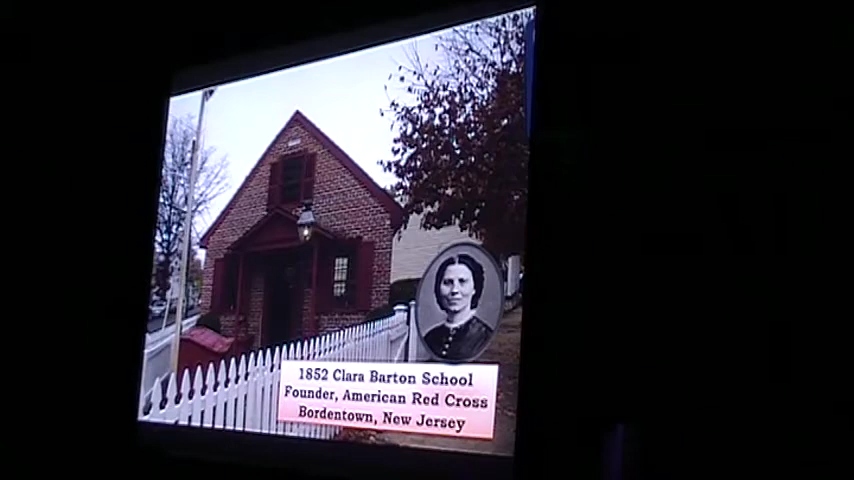 1852 Clara Barton School
Founder, American Red Cross
Bordentown, New Jersey